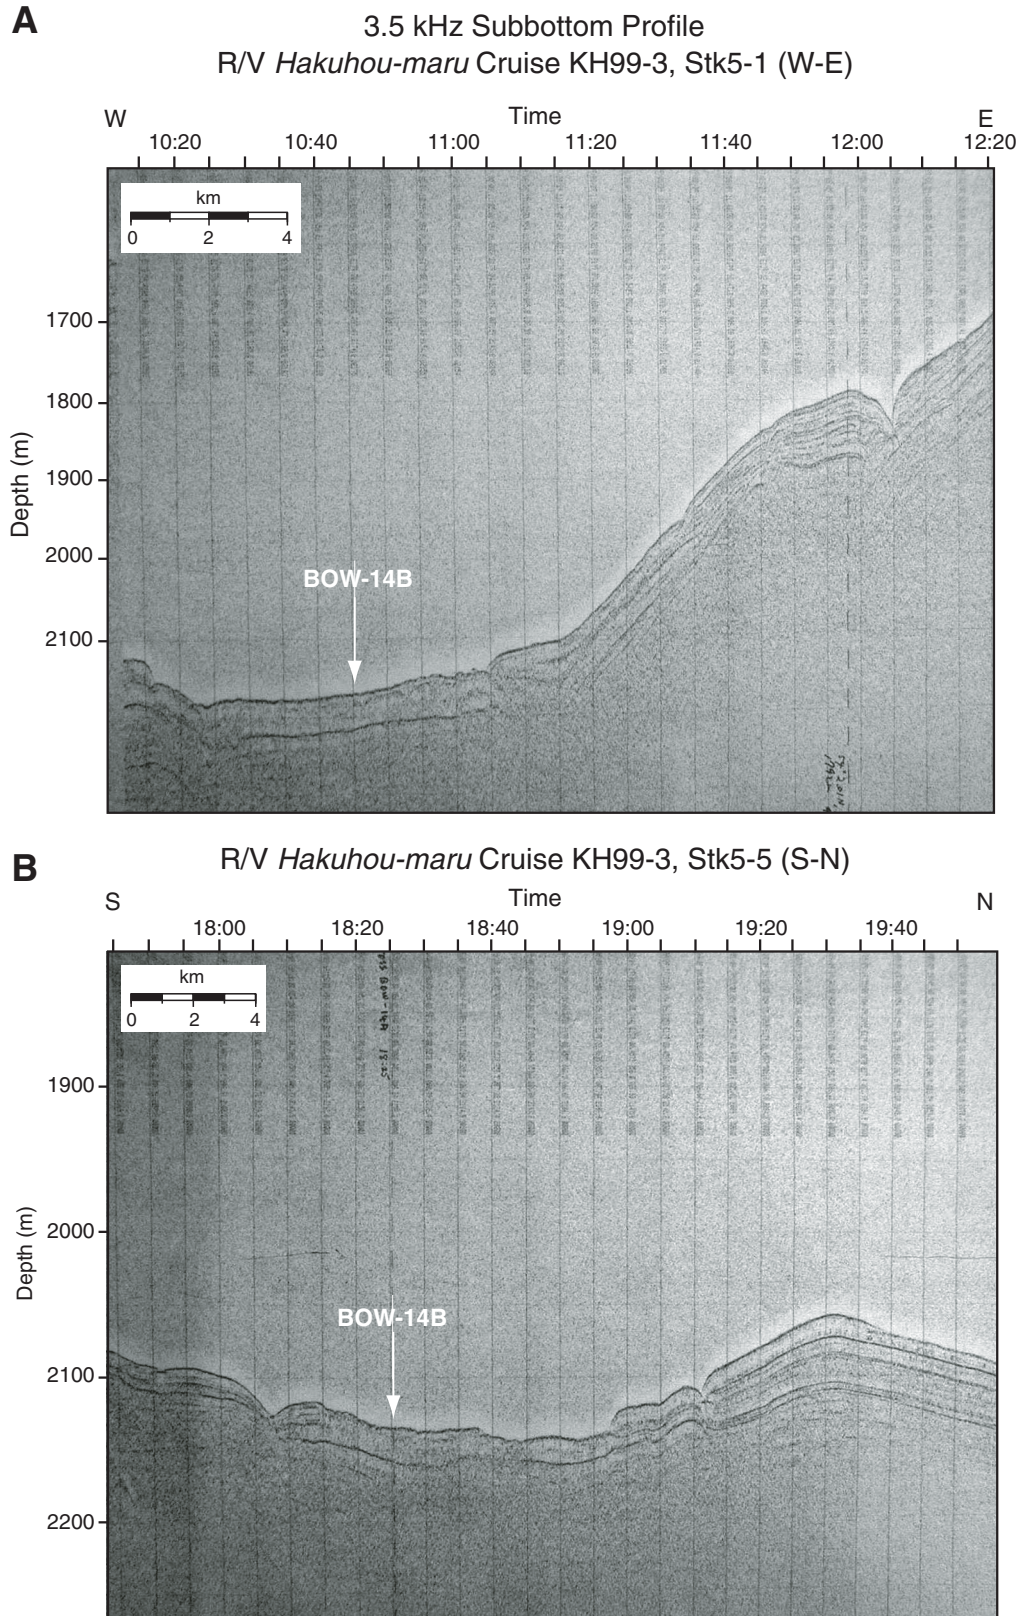 A
3.5 kHz Subbottom Profile
R/V Hakuhou-maru Cruise KH99-3, Stk5-1 (W-E)
W
Time
E
10:20 10:40 11:00 11:20 11:40 12:00 12:20
km
0 2 4
1700
1800
1900
2000
2100
Depth (m)
BOW-14B
B
R/V Hakuhou-maru Cruise KH99-3, Stk5-5 (S-N)
S
Time
N
18:00 18:20 18:40 19:00 19:20 19:40
km
0 2 4
1900
2000
2100
2200
Depth (m)
BOW-14B